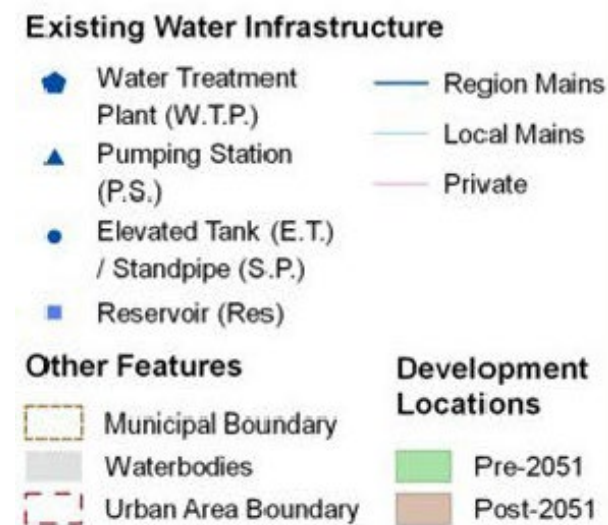 Existing Water Infrastructure
Water Treatment
Plant (W.T.P.)
Pumping Station
(P.S.)
Elevated Tank (E.T.)
/ Standpipe (S.P.)
Reservoir (Res)
Region Mains
Local Mains
Private
Other Features
Municipal Boundary
Waterbodies
Urban Area Boundary
Development
Locations
Pre-2051
Post-2051